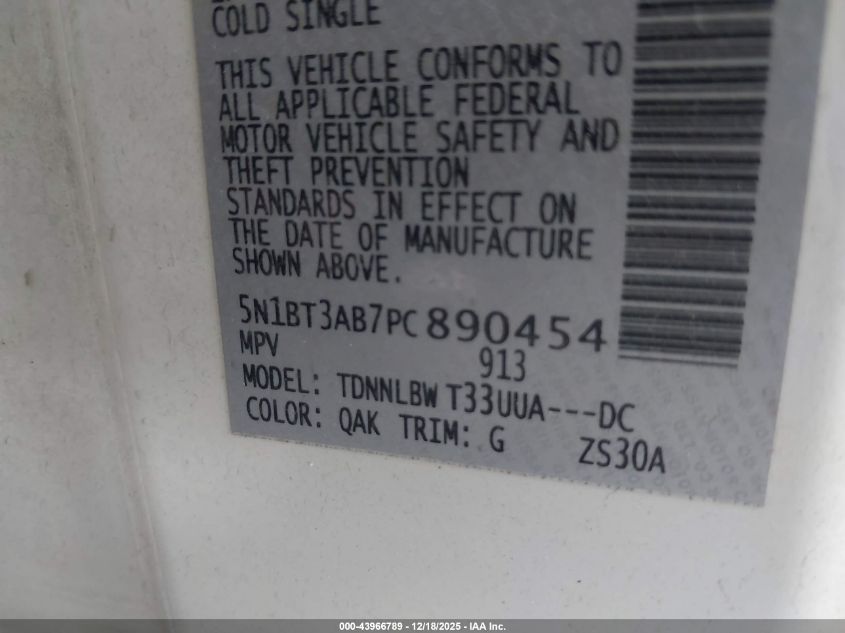 COLD SINGLE
THIS VEHICLE CONFORMS TO
ALL APPLICABLE FEDERAL
MOTOR VEHICLE SAFETY AND
THEFT PREVENTION
STANDARDS IN EFFECT ON
THE DATE OF MANUFACTURE
SHOWN ABOVE.
5N1BT3AB7PC890454
MPV 913
MODEL: TDNNLBW T33UUA---DC
COLOR: QAK TRIM: G ZS30A
000-43966789 - 12/18/2025 - IAA Inc.